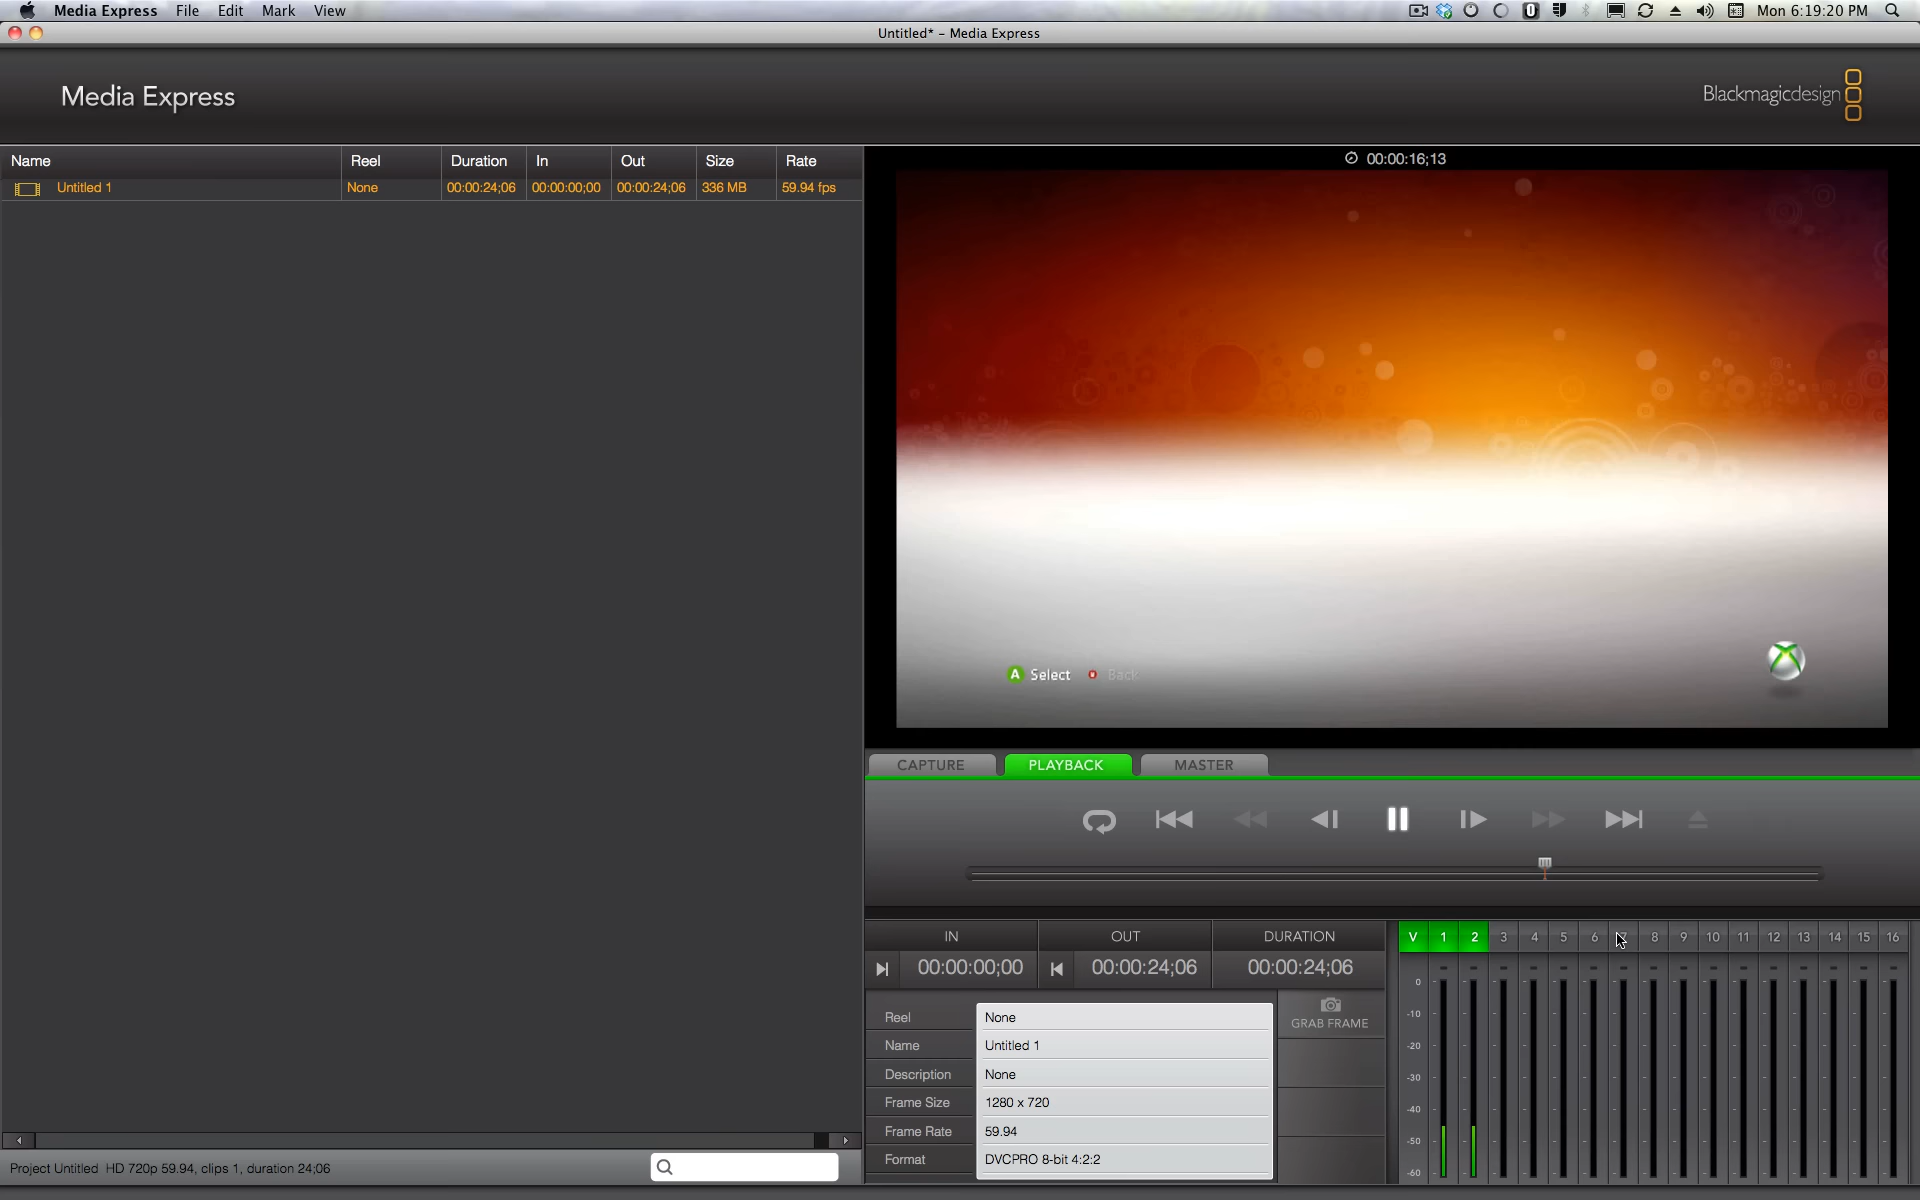 Media Express File Edit Mark View Mon 6:19:20 PM
Untitled* – Media Express
Media Express
Blackmagicdesign
Name Reel Duration In Out Size Rate
Untitled 1 None 00:00:24;06 00:00:00;00 00:00:24;06 336 MB 59.94 fps
00:00:16;13
A Select Back
CAPTURE PLAYBACK MASTER
IN OUT DURATION
00:00:00;00 00:00:24;06 00:00:24;06
Reel None
Name Untitled 1
Description None
Frame Size 1280 x 720
Frame Rate 59.94
Format DVCPRO 8-bit 4:2:2
GRAB FRAME
V 1 2 3 4 5 6 7 8 9 10 11 12 13 14 15 16
0
-10
-20
-30
-40
-50
-60
Project Untitled HD 720p 59.94, clips 1, duration 24;06